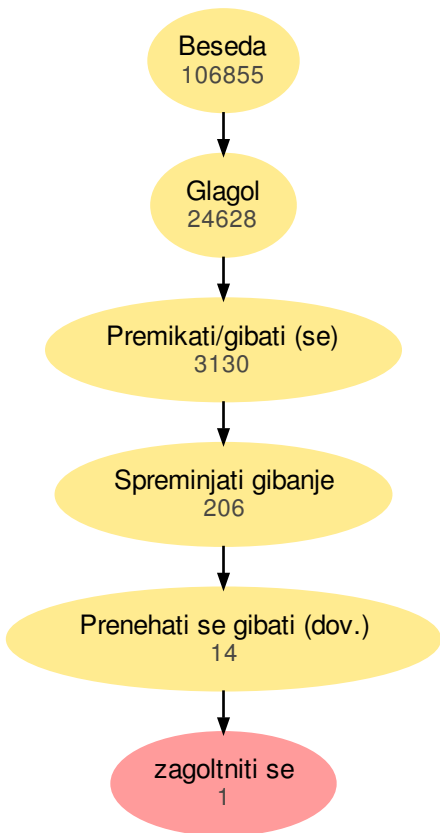 Beseda
106855
Glagol
24628
Premikati/gibati (se)
3130
Spreminjati gibanje
206
Prenehati se gibati (dov.)
14
zagoltniti se
1